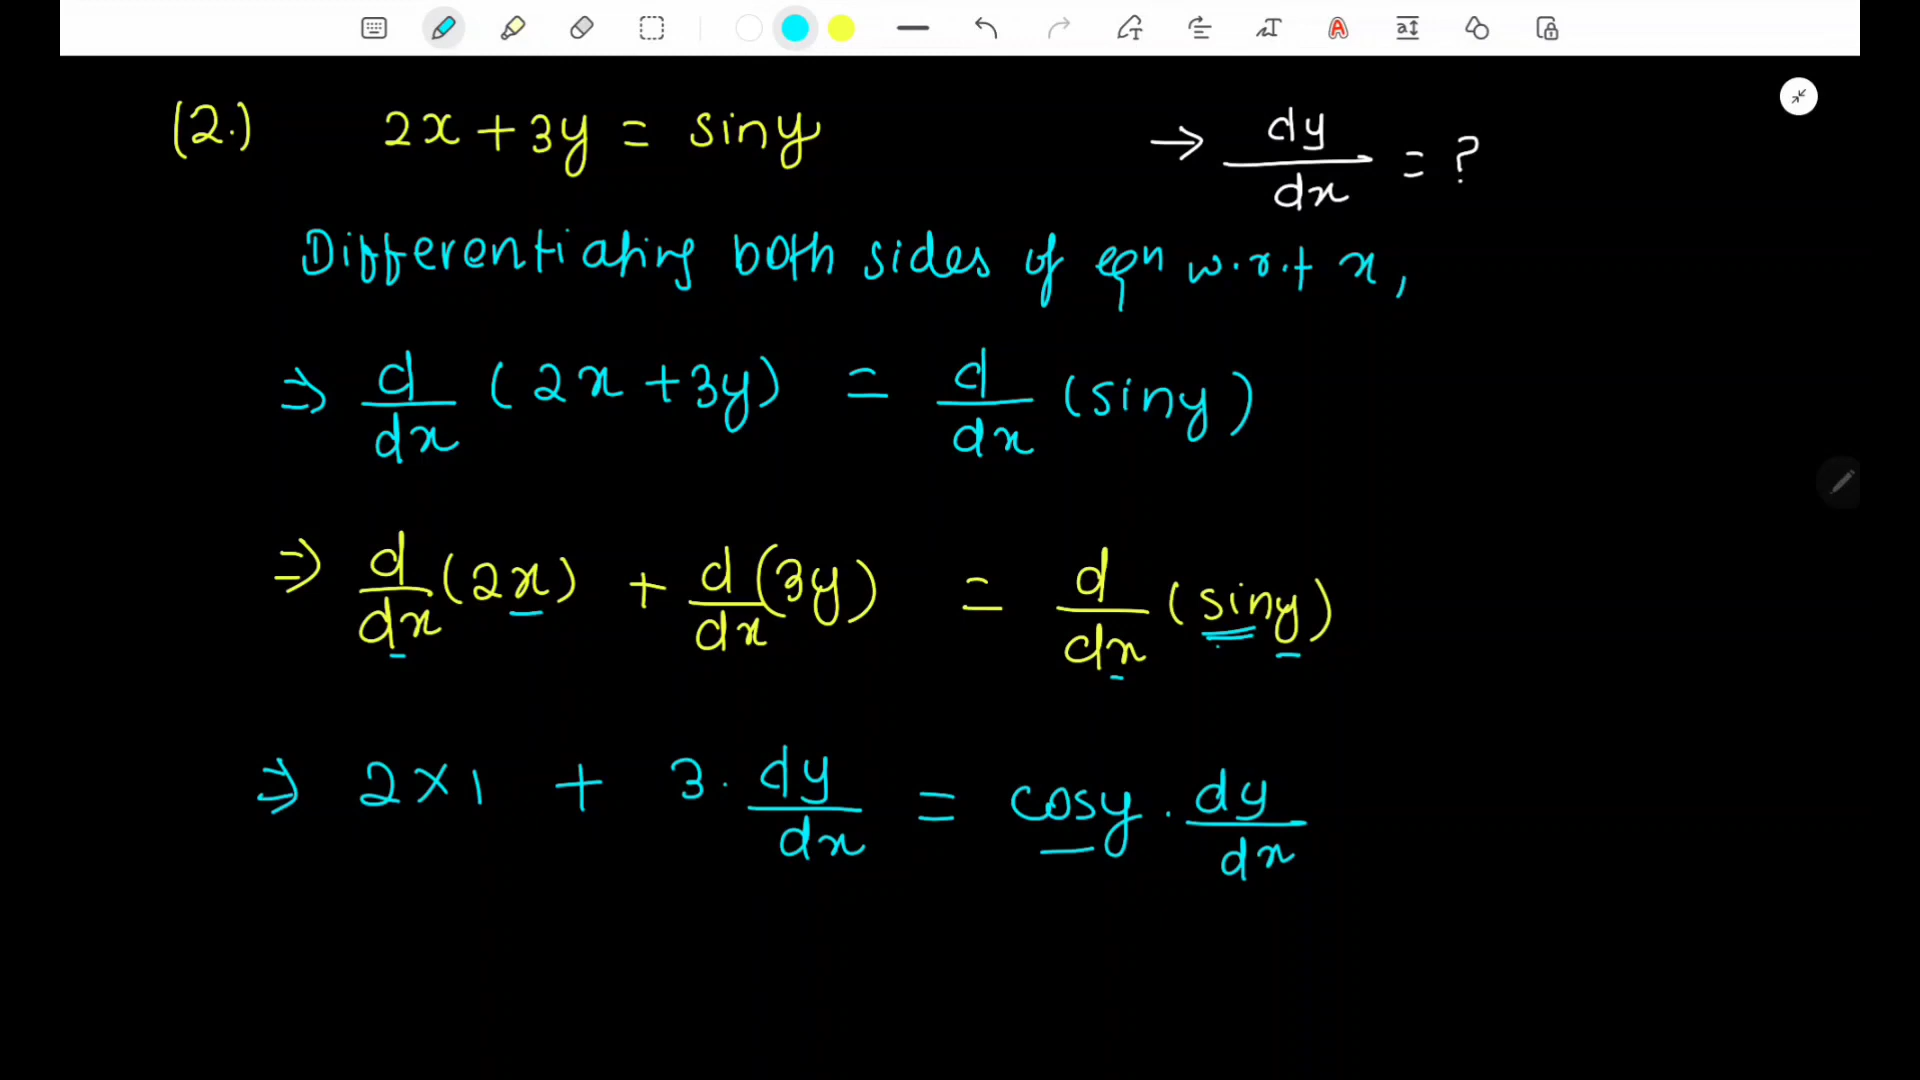 (2.) 2x + 3y = siny → dy/dx = ?
Differentiating both sides of eqn w.r.t x,
⇒ d/dx (2x + 3y) = d/dx (siny)
⇒ d/dx (2x) + d/dx (3y) = d/dx (siny)
⇒ 2 × 1 + 3 . dy/dx = cosy . dy/dx